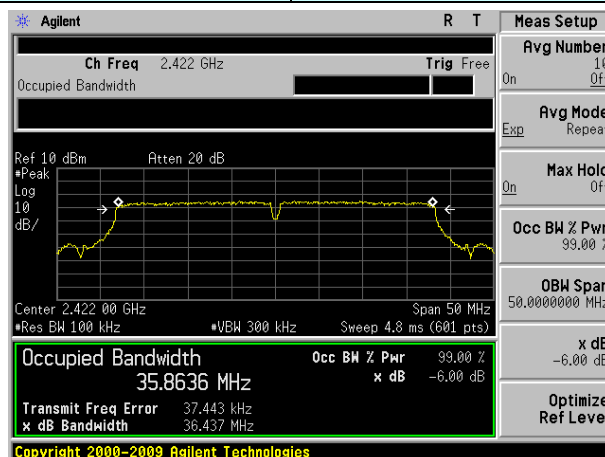 Agilent R T
Meas Setup
Ch Freq 2.422 GHz Trig Free
Occupied Bandwidth
Avg Number
On
Avg Mode
Exp Repeat
Max Hold
On
Occ BW % Pwr
99.00 %
OBW Span
50.0000000 MHz
x dB
-6.00 dB
Optimize
Ref Level
Ref 10 dBm Atten 20 dB
#Peak
Log
10
dB/
Center 2.422 00 GHz Span 50 MHz
#Res BW 100 kHz #VBW 300 kHz Sweep 4.8 ms (601 pts)
Occupied Bandwidth Occ BW % Pwr 99.00 %
35.8636 MHz x dB -6.00 dB
Transmit Freq Error 37.443 kHz
x dB Bandwidth 36.437 MHz
Copyright 2000-2009 Agilent Technologies